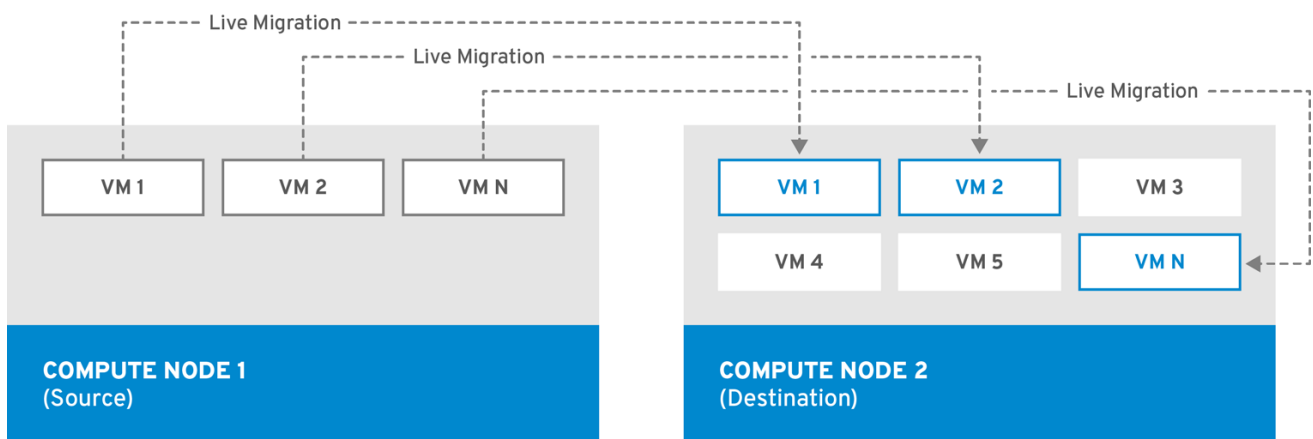 Live Migration
Live Migration
Live Migration
VM 1
VM 2
VM N
VM 1
VM 2
VM 3
VM 4
VM 5
VM N
COMPUTE NODE 1
(Source)
COMPUTE NODE 2
(Destination)